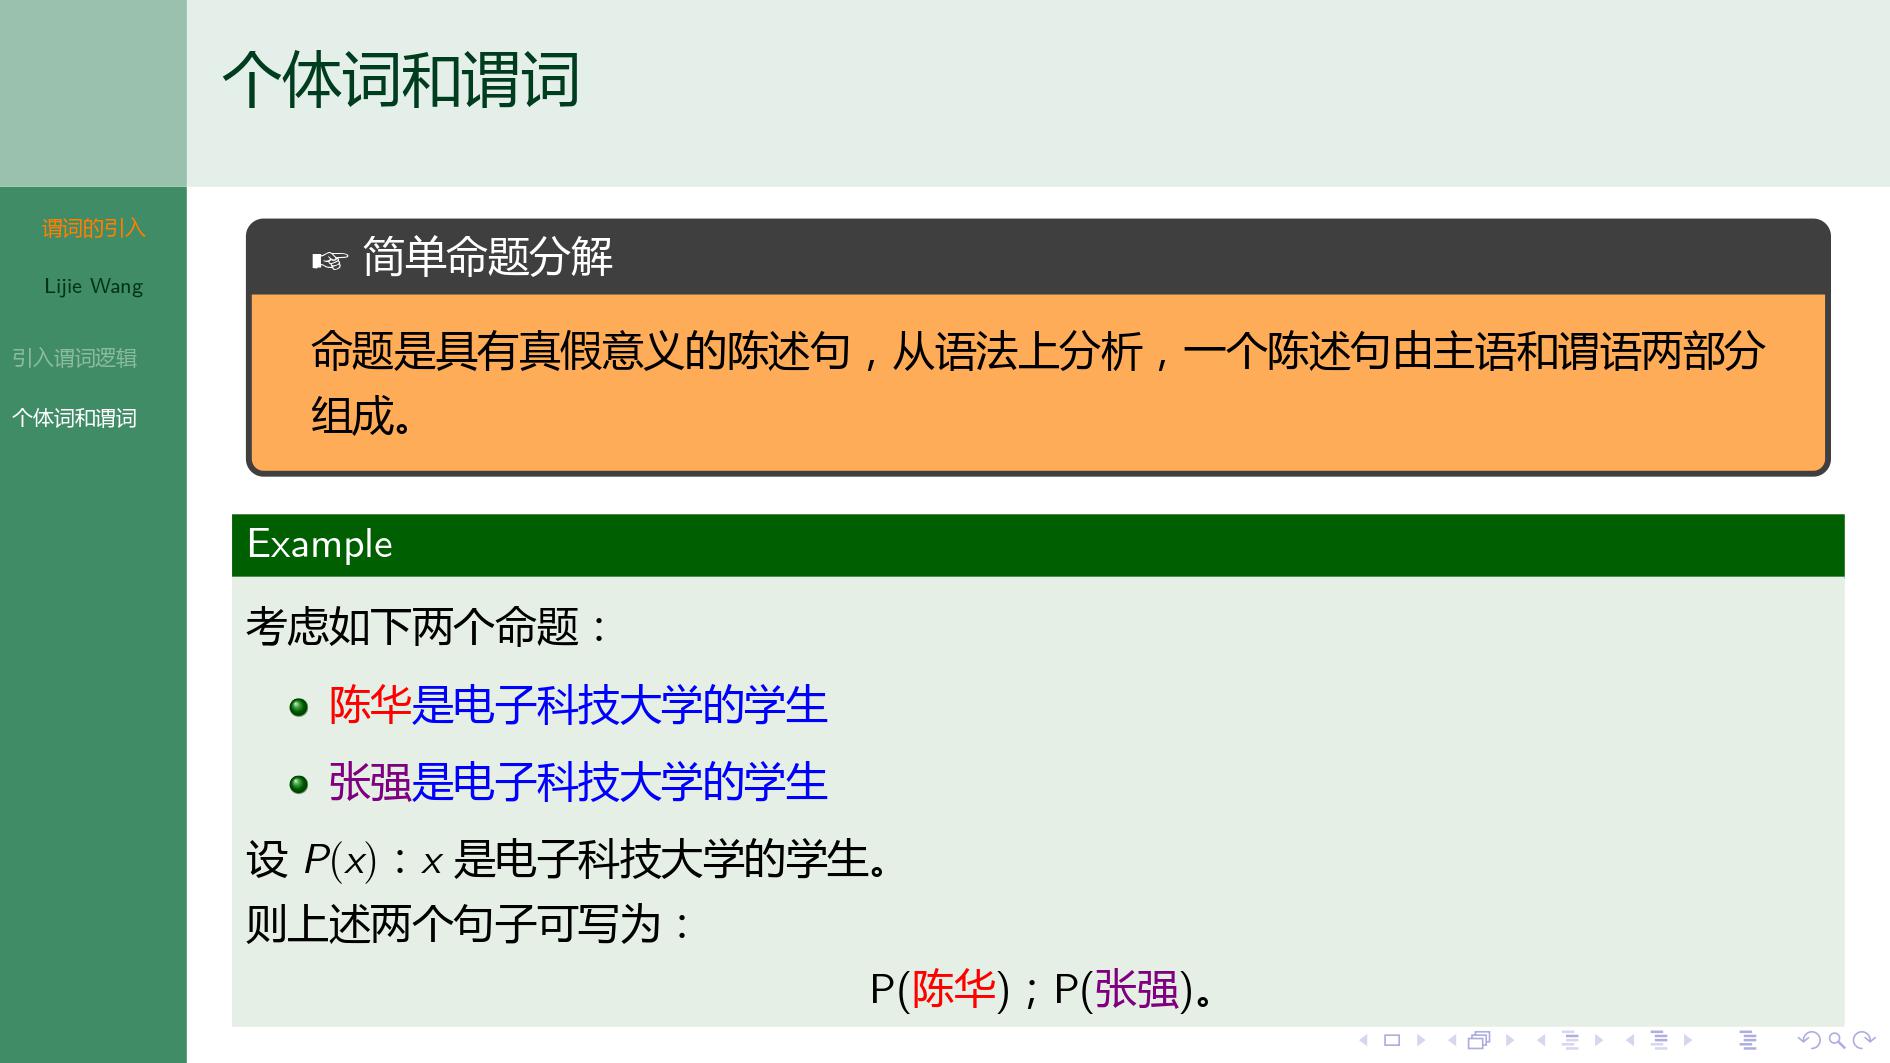 个体词和谓词
谓词的引入
Lijie Wang
引入谓词逻辑
个体词和谓词
☞ 简单命题分解
命题是具有真假意义的陈述句，从语法上分析，一个陈述句由主语和谓语两部分
组成。
Example
考虑如下两个命题：
陈华是电子科技大学的学生
张强是电子科技大学的学生
设 P(x)：x 是电子科技大学的学生。
则上述两个句子可写为：
P(陈华)；P(张强)。